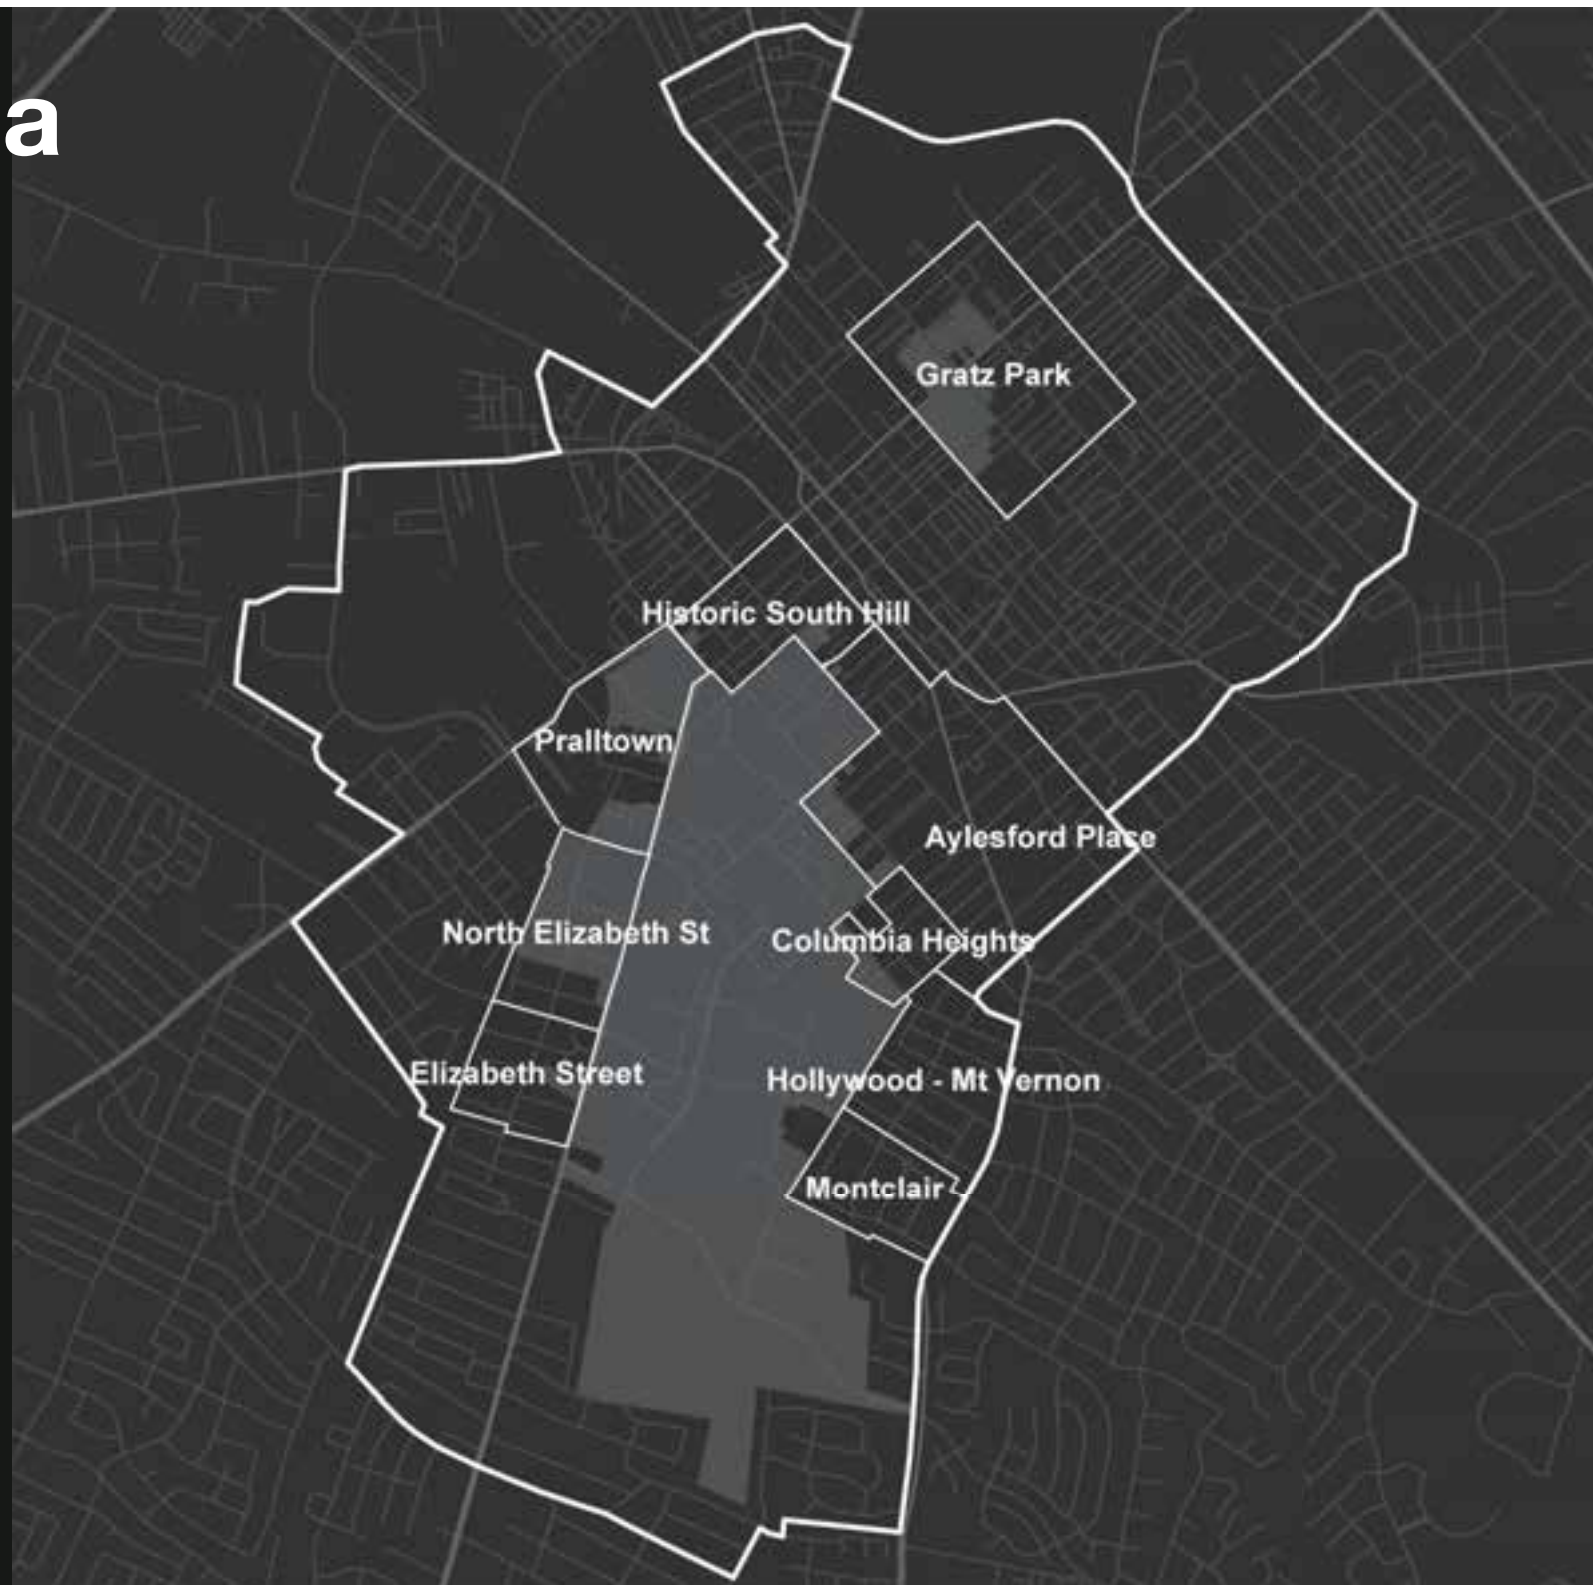 a
Gratz Park
Historic South Hill
Pralltown
Aylesford Place
North Elizabeth St
Columbia Heights
Elizabeth Street
Hollywood - Mt Vernon
Montclair